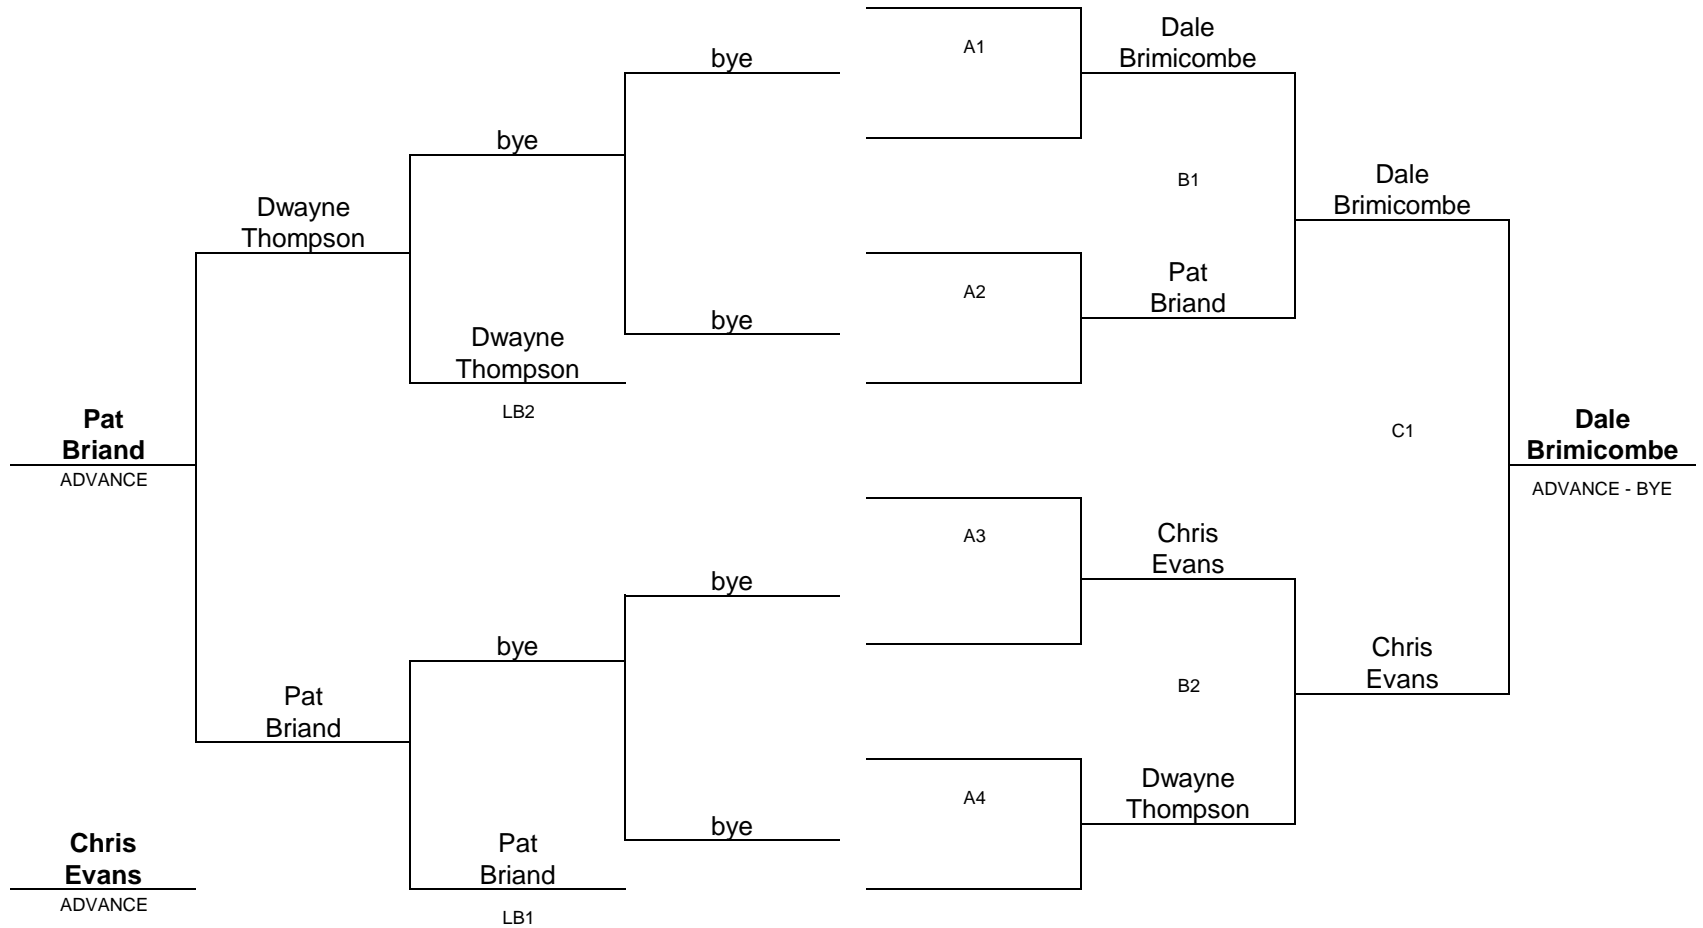 Dale
Brimicombe
A1
bye
bye
B1
Dale
Brimicombe
Dwayne
Thompson
Pat
Briand
A2
bye
Dwayne
Thompson
LB2
Pat
Briand
ADVANCE
C1
Dale
Brimicombe
ADVANCE - BYE
A3
Chris
Evans
bye
bye
Chris
Evans
B2
Pat
Briand
Dwayne
Thompson
A4
bye
Chris
Evans
ADVANCE
Pat
Briand
LB1